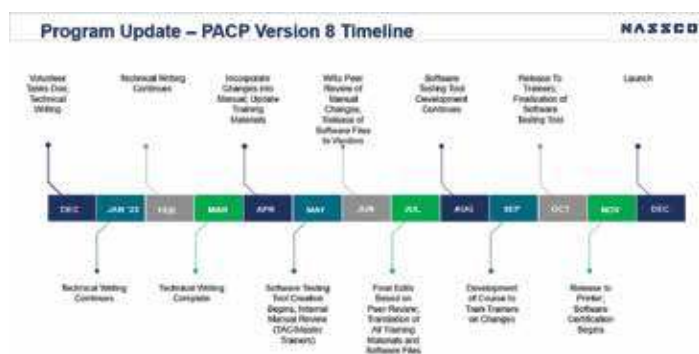 Program Update – PACP Version 8 Timeline
NASSCO
Volunteer
Tasks Due;
Technical
Writing
Technical Writing
Continues
Incorporate
Changes into
Manual; Update
Training
Materials
Peer
Review of
Manual
Changes;
Release of
Software Files
to Vendors
Software
Testing Tool
Development
Continues
Release To
Trainers;
Finalization of
Software
Testing Tool
Launch
DEC
JAN '22
FEB
MAR
APR
MAY
JUN
JUL
AUG
SEP
OCT
NOV
DEC
Technical Writing
Continues
Technical Writing
Complete
Software Testing
Tool Creation
Begins, Internal
Manual Review
(TAC/Master
Trainers)
Final Edits
Based on
Peer Review;
Translation of
All Training
Materials and
Software Files
Development
of Course to
Train Trainers
on Changes
Release to
Printer;
Software
Certification
Begins